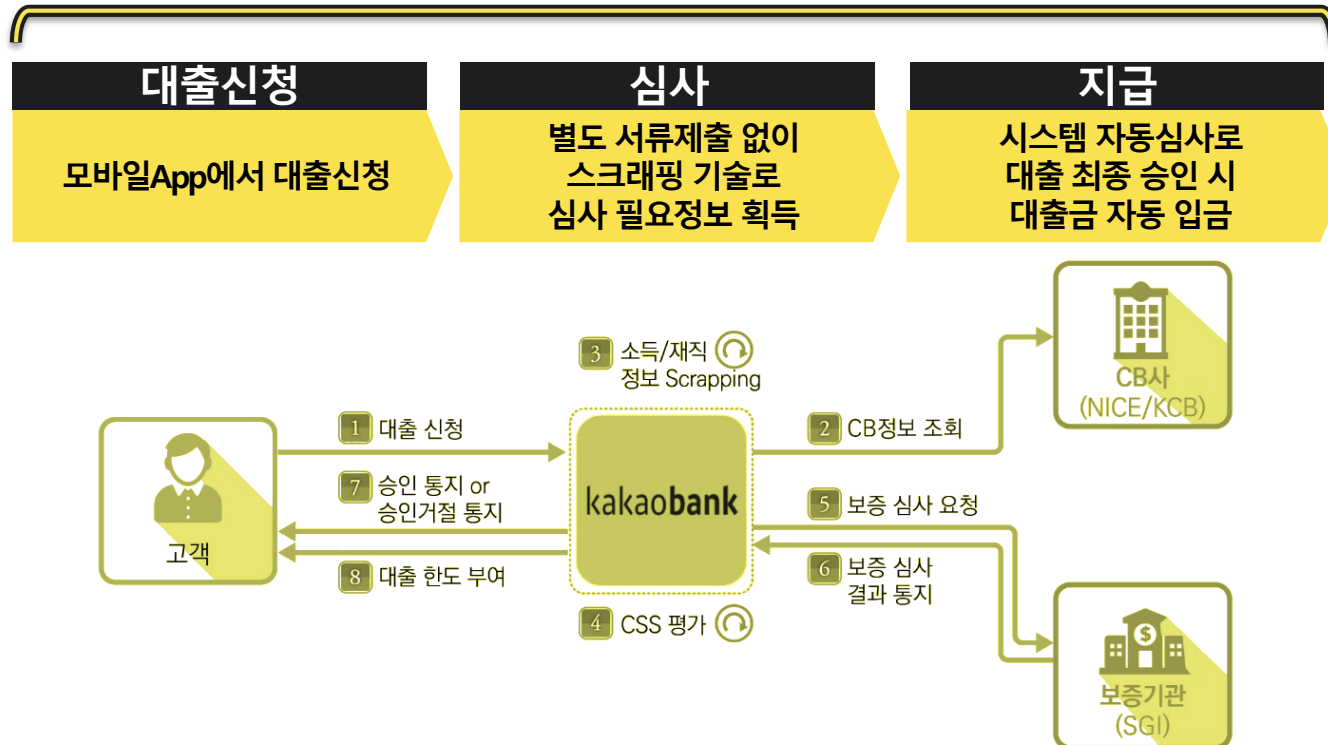 대출신청
모바일App에서 대출신청
심사
별도 서류제출 없이
스크래핑 기술로
심사 필요정보 획득
지급
시스템 자동심사로
대출 최종 승인 시
대출금 자동 입금
고객
1 대출 신청
7 승인 통지 or
승인거절 통지
8 대출 한도 부여
3 소득/재직
정보 Scrapping
kakaobank
4 CSS 평가
2 CB정보 조회
5 보증 심사 요청
6 보증 심사
결과 통지
CB사
(NICE/KCB)
$
보증기관
(SGI)